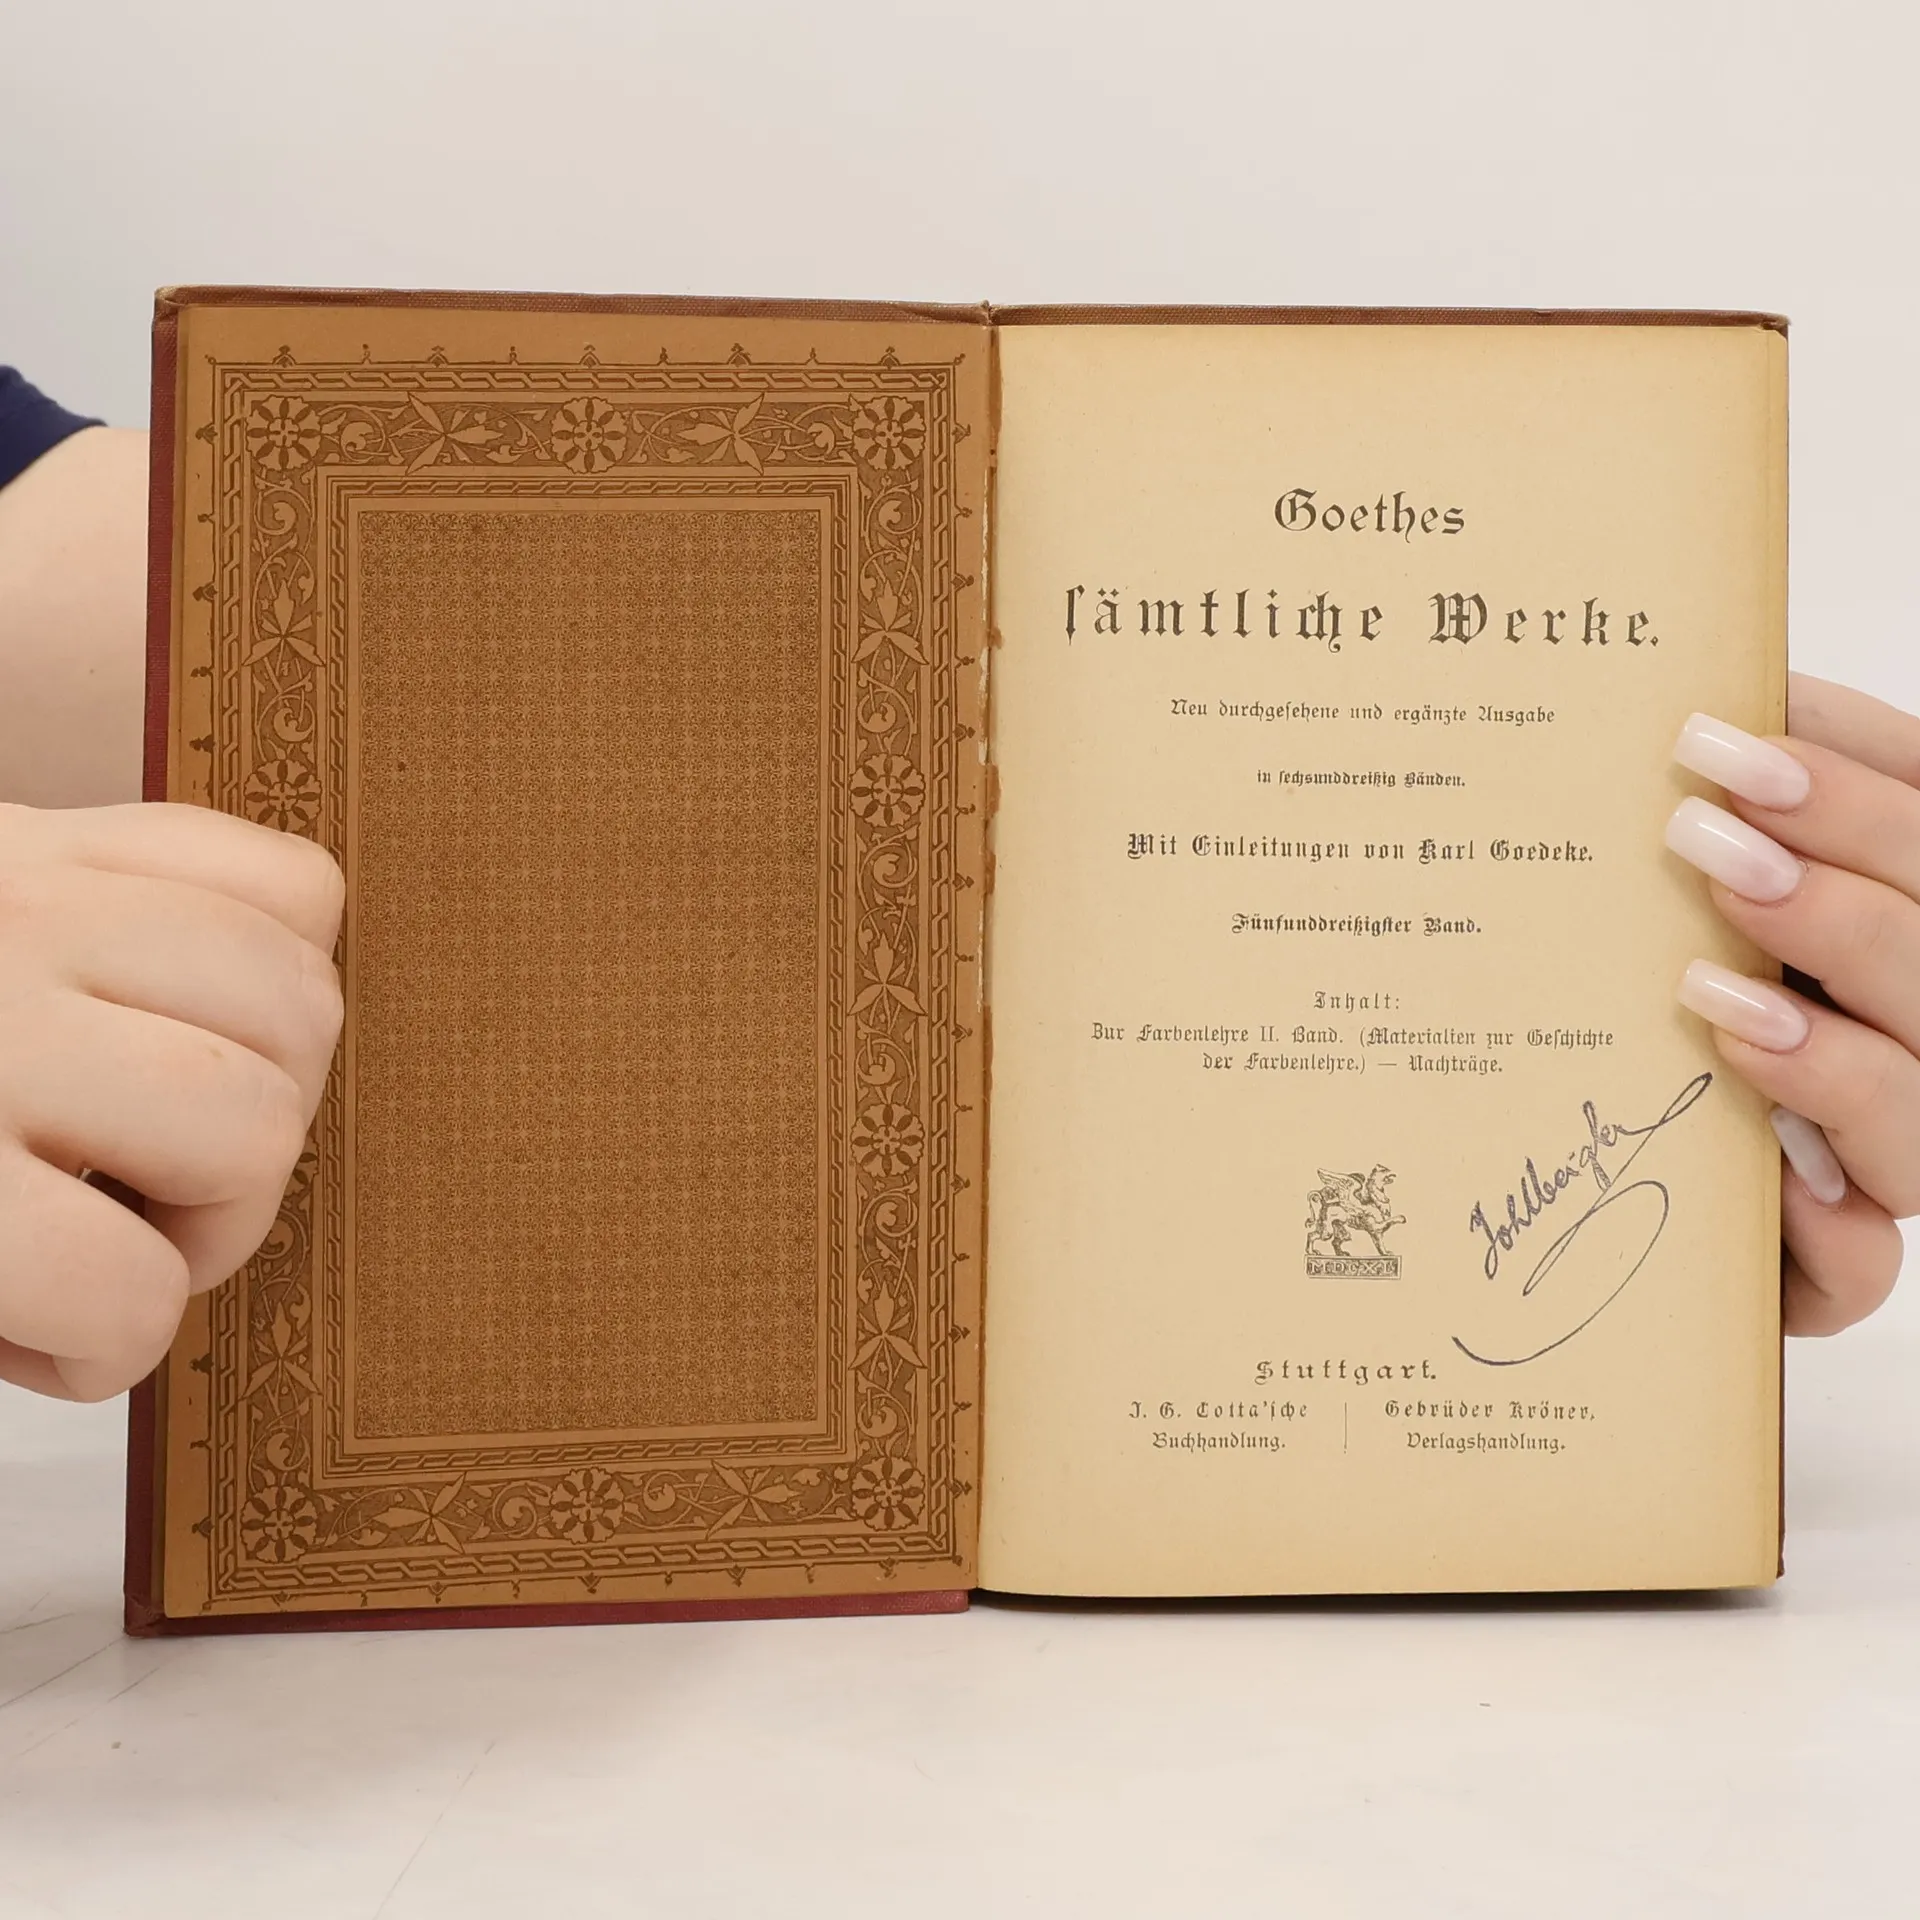 Goethes
ſämtliche Werke.
Neu durchgeſehene und ergänzte Ausgabe
in ſechsunddreißig Bänden.
Mit Einleitungen von Karl Goedeke.
Fünfunddreißigſter Band.
Inhalt:
Zur Farbenlehre II. Band. (Materialien zur Geſchichte
der Farbenlehre.) — Nachträge.
MDCXL
Stuttgart.
J. G. Cotta'ſche
Buchhandlung.
Gebrüder Kröner,
Verlagshandlung.